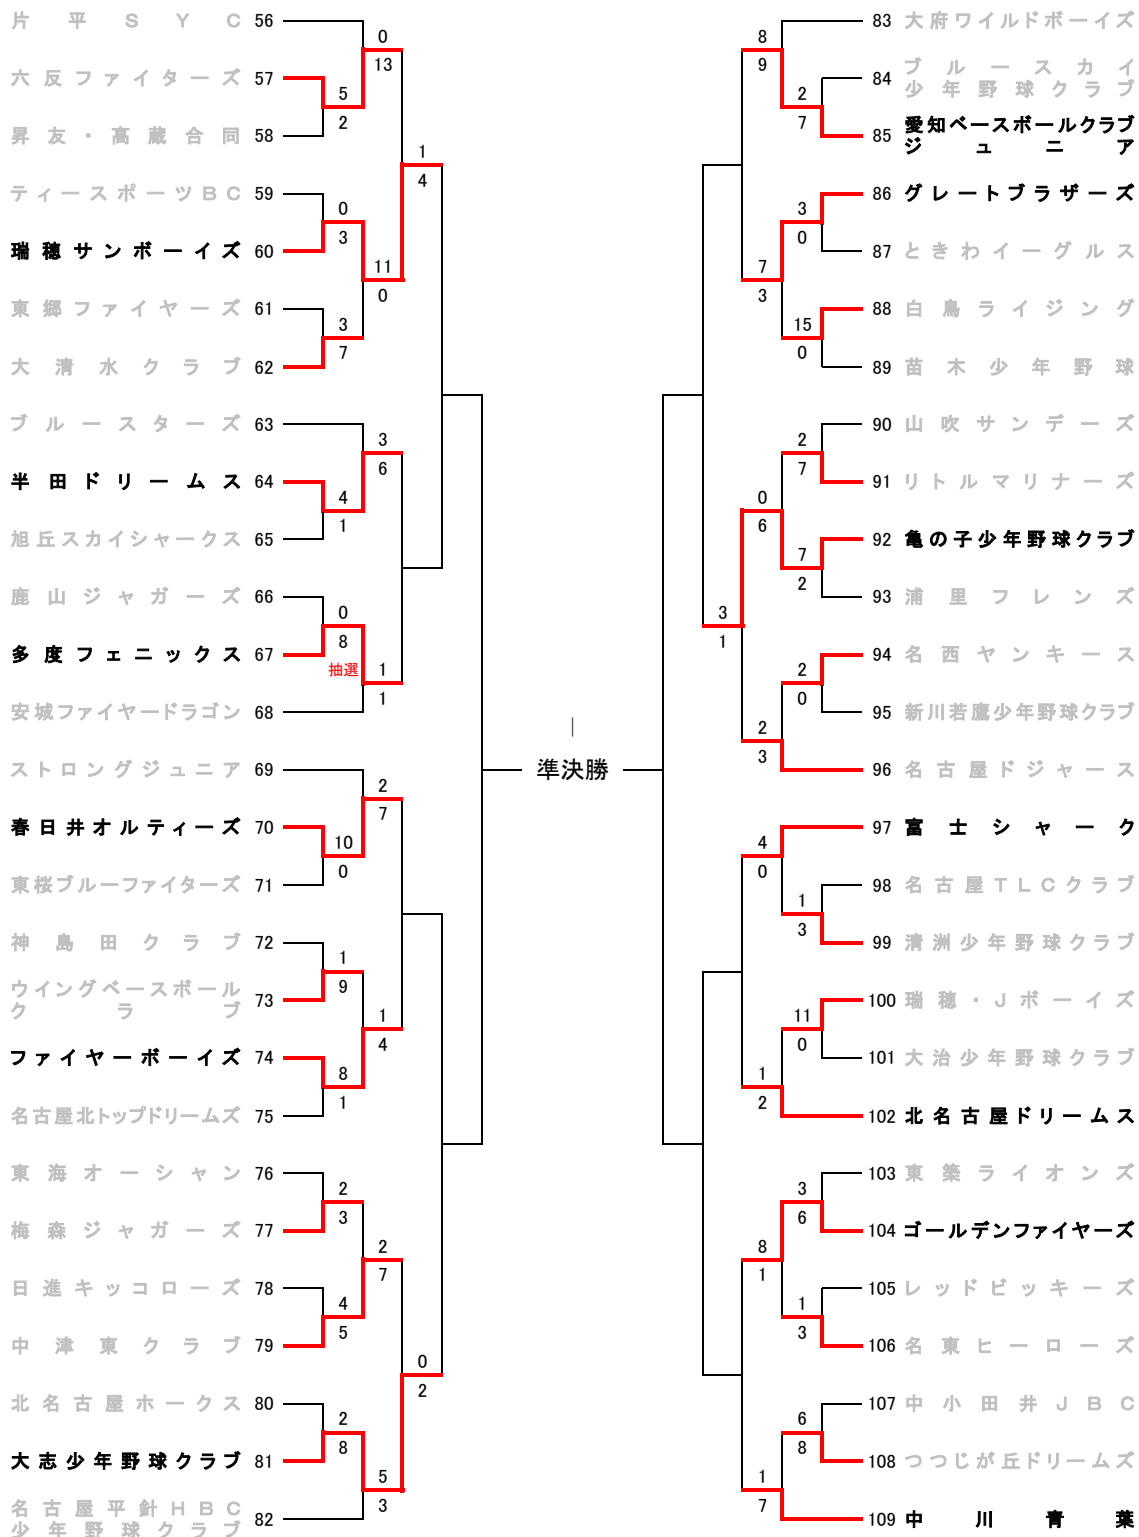 片平ＳＹＣ 56
0
13
六反ファイターズ 57
5
2
昇友・高蔵合同 58
1
4
ティースポーツＢＣ 59
0
3
瑞穂サンボーイズ 60
11
0
東郷ファイヤーズ 61
3
7
大清水クラブ 62
ブルースターズ 63
3
6
半田ドリームス 64
4
1
旭丘スカイシャークス 65
鹿山ジャガーズ 66
0
8
多度フェニックス 67
抽選
1
1
安城ファイヤードラゴン 68
ストロングジュニア 69
2
7
春日井オルティーズ 70
10
0
東桜ブルーファイターズ 71
神島田クラブ 72
1
9
ウイングベースボール
クラブ 73
1
4
ファイヤーボーイズ 74
8
1
名古屋北トップドリームズ 75
東海オーシャン 76
2
3
梅森ジャガーズ 77
2
7
日進キッコローズ 78
4
5
中津東クラブ 79
0
2
北名古屋ホークス 80
2
8
大志少年野球クラブ 81
5
3
名古屋平針ＨＢＣ
少年野球クラブ 82
｜
準決勝
83 大府ワイルドボーイズ
8
9
84 ブルースカイ
少年野球クラブ
2
7
85 愛知ベースボールクラブ
ジュニア
86 グレートブラザーズ
3
0
87 ときわイーグルス
7
3
88 白鳥ライジング
15
0
89 苗木少年野球
90 山吹サンデーズ
2
7
91 リトルマリナーズ
0
6
92 亀の子少年野球クラブ
7
2
93 浦里フレンズ
3
1
94 名西ヤンキース
2
0
95 新川若鷹少年野球クラブ
2
3
96 名古屋ドジャース
97 富士シャーク
4
0
98 名古屋ＴＬＣクラブ
1
3
99 清洲少年野球クラブ
100 瑞穂・Ｊボーイズ
11
0
101 大治少年野球クラブ
1
2
102 北名古屋ドリームス
103 東築ライオンズ
3
6
104 ゴールデンファイヤーズ
8
1
105 レッドビッキーズ
1
3
106 名東ヒーローズ
107 中小田井ＪＢＣ
6
8
108 つつじが丘ドリームズ
1
7
109 中川青葉